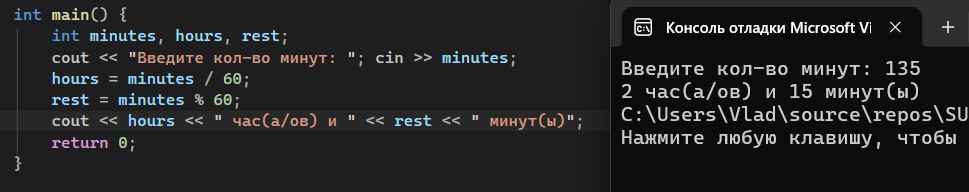 int main() {
int minutes, hours, rest;
cout << "Введите кол-во минут: "; cin >> minutes;
hours = minutes / 60;
rest = minutes % 60;
cout << hours << " час(а/ов) и " << rest << " минут(ы)";
return 0;
}
Консоль отладки Microsoft Vi
Введите кол-во минут: 135
2 час(а/ов) и 15 минут(ы)
C:\Users\Vlad\source\repos\SU
Нажмите любую клавишу, чтобы